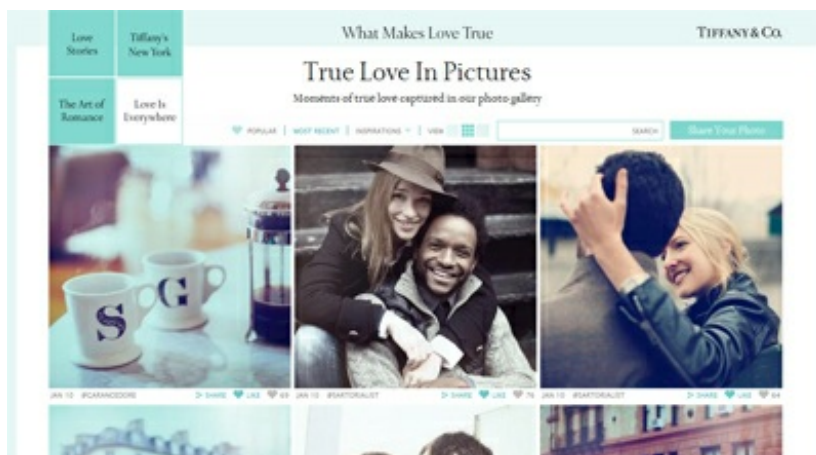 Love
Stories
Tiffany's
New York
The Art of
Romance
Love Is
Everywhere
What Makes Love True
TIFFANY & CO.
True Love In Pictures
Moments of true love captured in our photo gallery
POPULAR | MOST RECENT | INSPIRATIONS | VIEW SEARCH Share Your Photo
S G
JAN 10 #GARANCEDORE SHARE LIKE 69
JAN 10 #SARTORIALIST SHARE LIKE 76
JAN 10 #SARTORIALIST SHARE LIKE 64